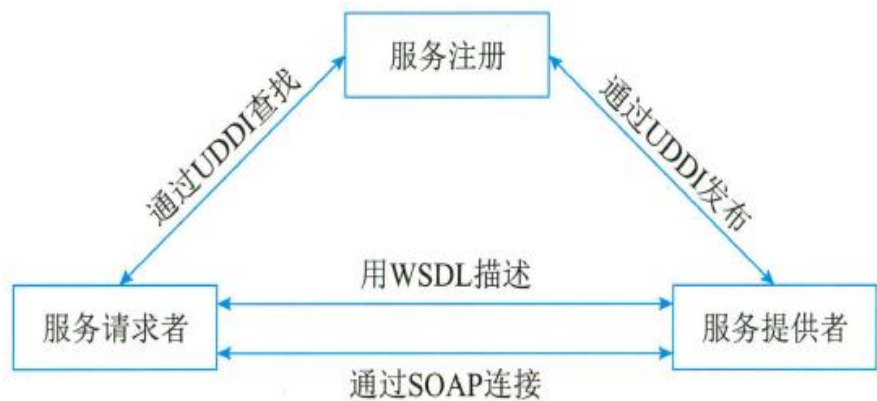 服务注册
通过UDDI查找
通过UDDI发布
用WSDL描述
服务请求者
服务提供者
通过SOAP连接